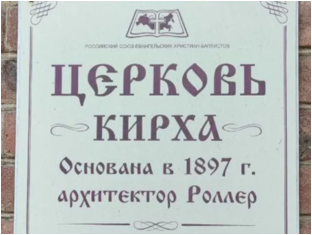 РОССИЙСКИЙ СОЮЗ ЕВАНГЕЛЬСКИХ ХРИСТИАН-БАПТИСТОВ
ЦЕРКОВЬ
КИРХА
Основана в 1897 г.
архитектор Роллер